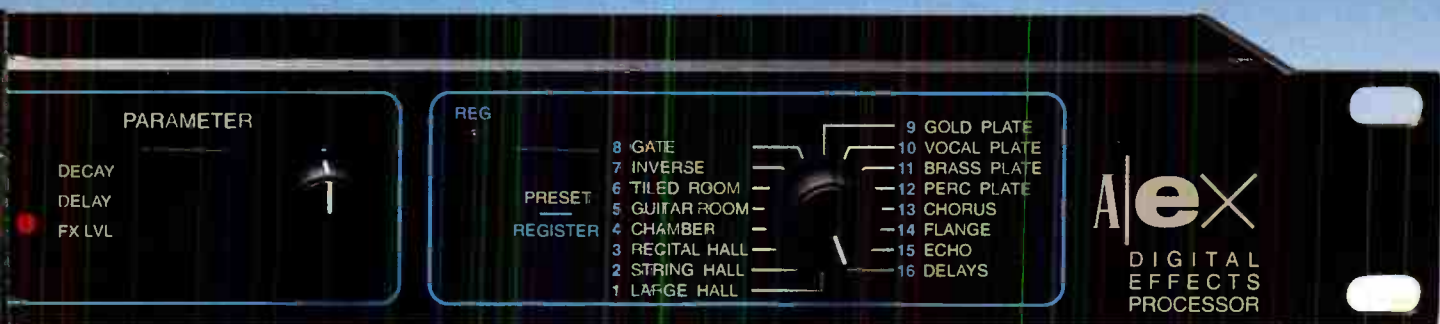 PARAMETER
DECAY
DELAY
FX LVL
REG
PRESET
REGISTER
8 GATE
7 INVERSE
6 TILED ROOM
5 GUITAR ROOM
4 CHAMBER
3 RECITAL HALL
2 STRING HALL
1 LARGE HALL
9 GOLD PLATE
10 VOCAL PLATE
11 BRASS PLATE
12 PERC PLATE
13 CHORUS
14 FLANGE
15 ECHO
16 DELAYS
Alex
DIGITAL
EFFECTS
PROCESSOR